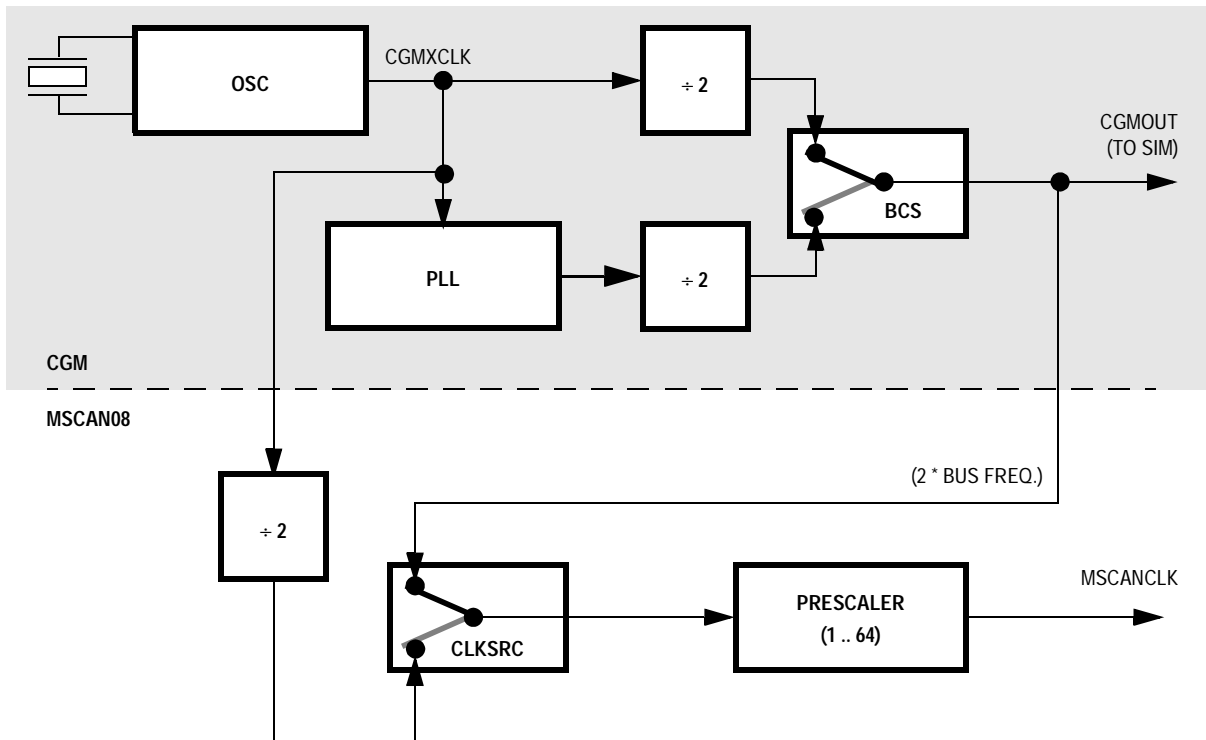 CGMXCLK
OSC
÷ 2
CGMOUT
(TO SIM)
BCS
PLL
÷ 2
CGM
MSCAN08
(2 * BUS FREQ.)
÷ 2
MSCANCLK
PRESCALER
(1 .. 64)
CLKSRC